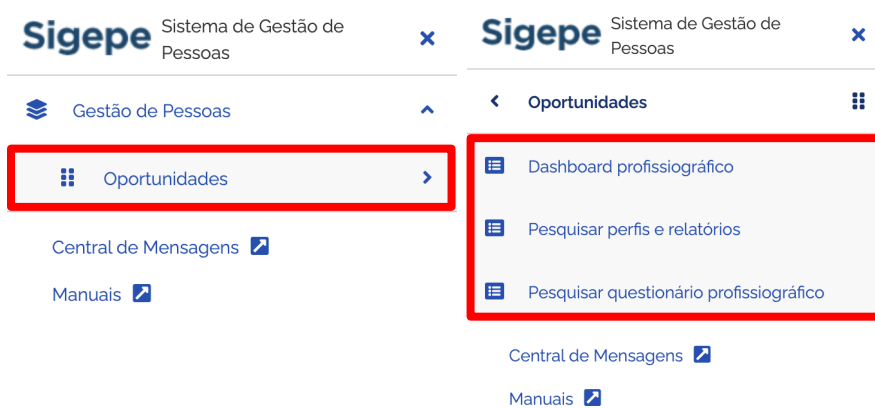 Sigepe Sistema de Gestão de
Pessoas
Gestão de Pessoas
Oportunidades
Central de Mensagens
Manuais
Sigepe Sistema de Gestão de
Pessoas
Oportunidades
Dashboard profissiográfico
Pesquisar perfis e relatórios
Pesquisar questionário profissiográfico
Central de Mensagens
Manuais